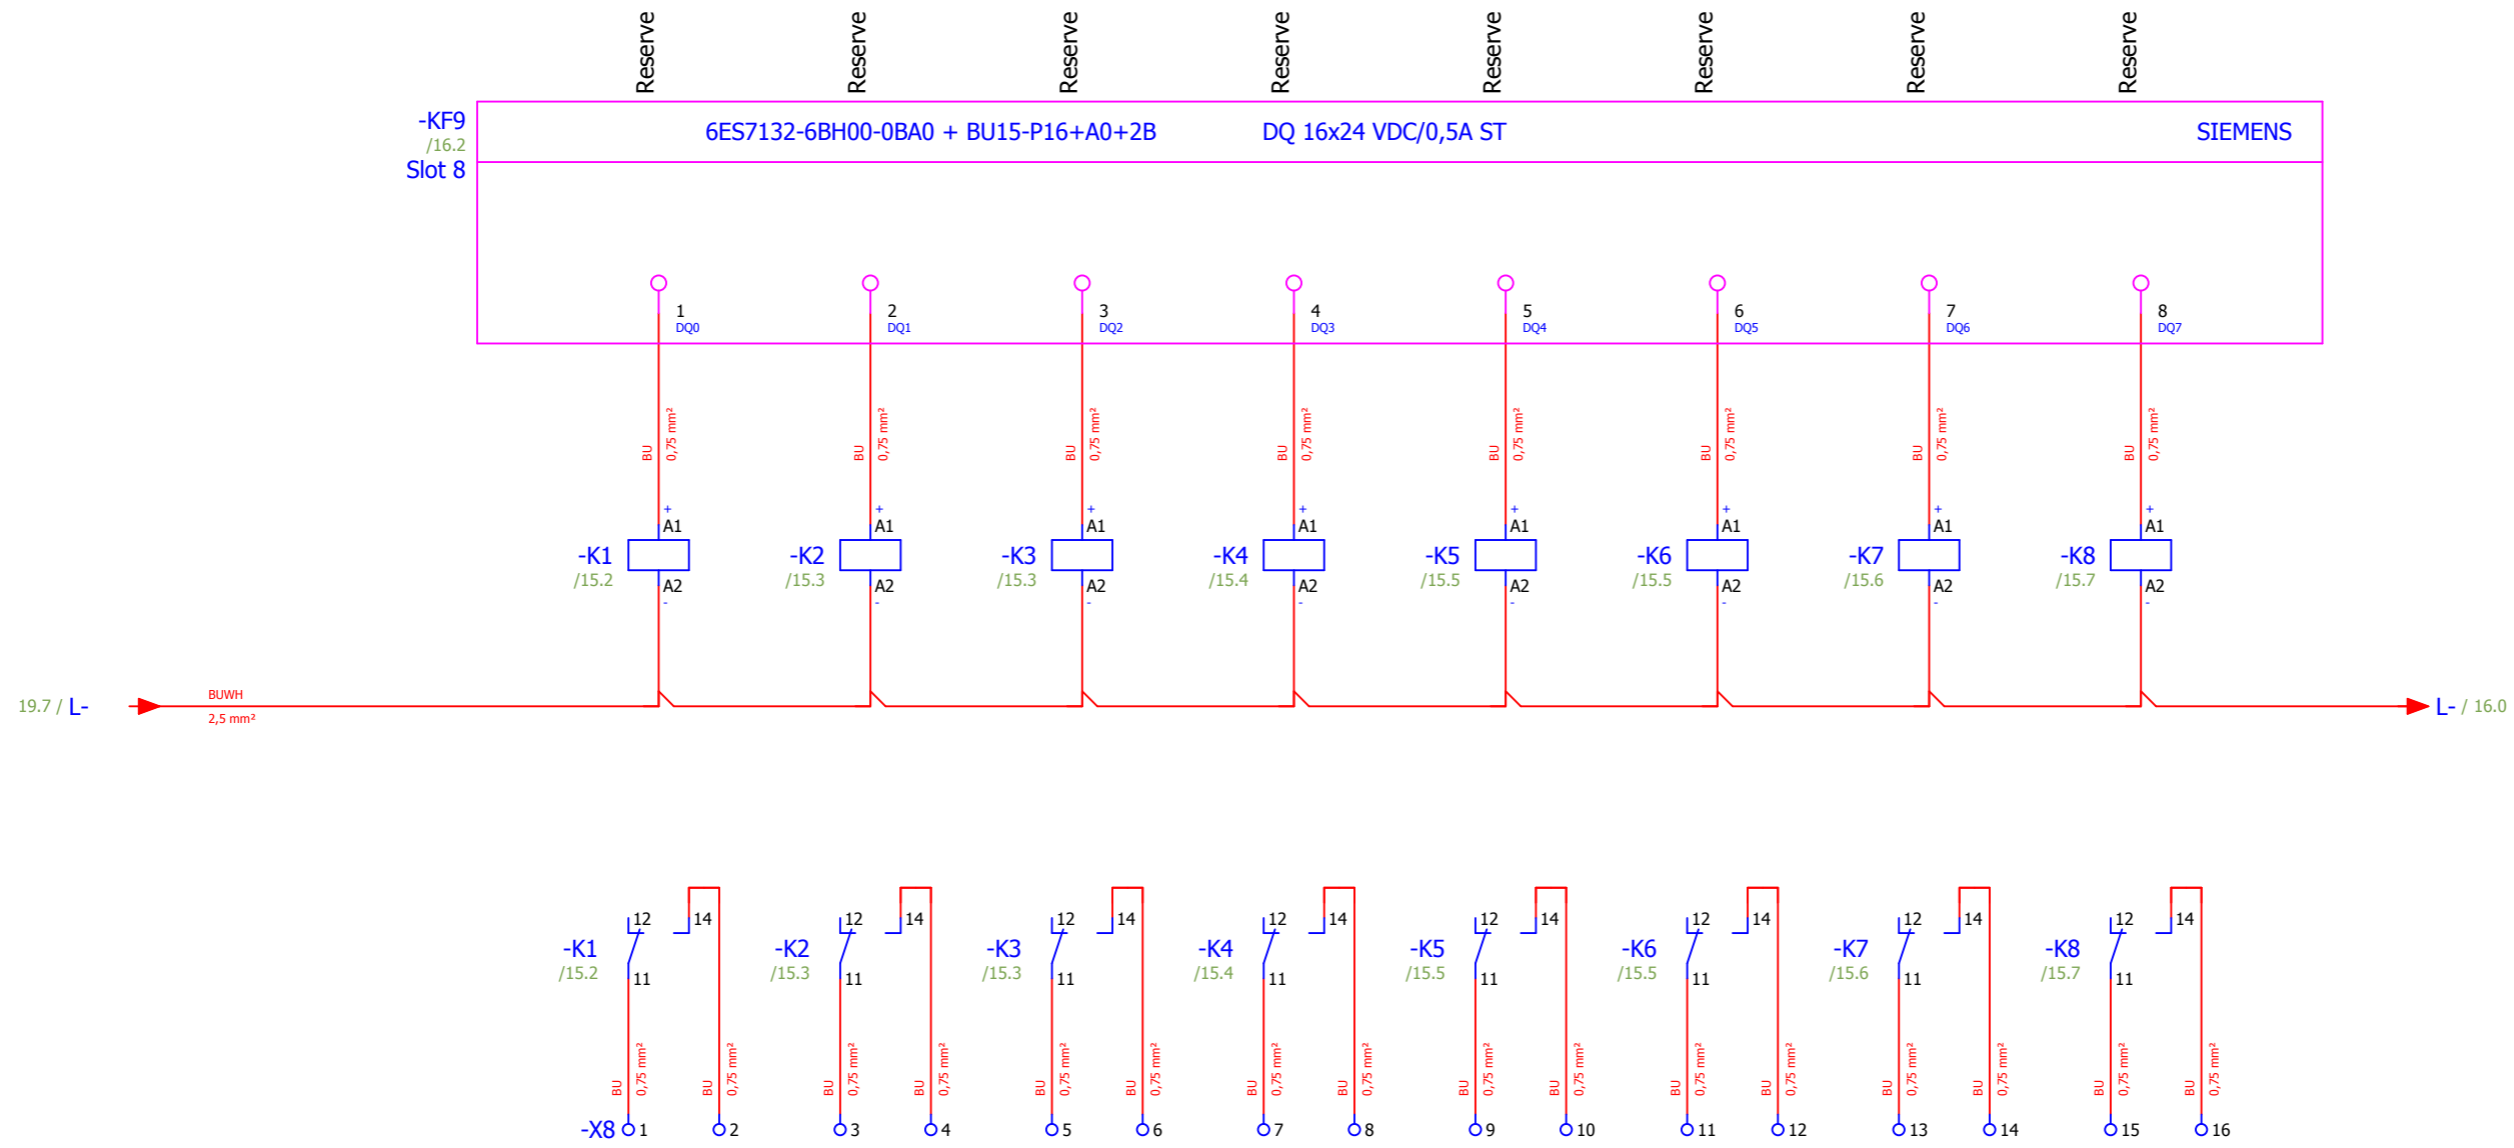 Reserve Reserve Reserve Reserve Reserve Reserve Reserve Reserve
-KF9 6ES7132-6BH00-0BA0 + BU15-P16+A0+2B DQ 16x24 VDC/0,5A ST SIEMENS
/16.2
Slot 8
1 2 3 4 5 6 7 8
DQ0 DQ1 DQ2 DQ3 DQ4 DQ5 DQ6 DQ7
BU 0,75 mm² BU 0,75 mm² BU 0,75 mm² BU 0,75 mm² BU 0,75 mm² BU 0,75 mm² BU 0,75 mm² BU 0,75 mm²
+ + + + + + + +
A1 A1 A1 A1 A1 A1 A1 A1
-K1 -K2 -K3 -K4 -K5 -K6 -K7 -K8
/15.2 /15.3 /15.3 /15.4 /15.5 /15.5 /15.6 /15.7
A2 A2 A2 A2 A2 A2 A2 A2
- - - - - - - -
BUWH
19.7 / L- L- / 16.0
2,5 mm²
12 14 12 14 12 14 12 14 12 14 12 14 12 14 12 14
-K1 -K2 -K3 -K4 -K5 -K6 -K7 -K8
/15.2 /15.3 /15.3 /15.4 /15.5 /15.5 /15.6 /15.7
11 11 11 11 11 11 11 11
BU 0,75 mm² BU 0,75 mm² BU 0,75 mm² BU 0,75 mm² BU 0,75 mm² BU 0,75 mm² BU 0,75 mm² BU 0,75 mm² BU 0,75 mm² BU 0,75 mm² BU 0,75 mm² BU 0,75 mm² BU 0,75 mm² BU 0,75 mm² BU 0,75 mm² BU 0,75 mm²
-X8 1 2 3 4 5 6 7 8 9 10 11 12 13 14 15 16